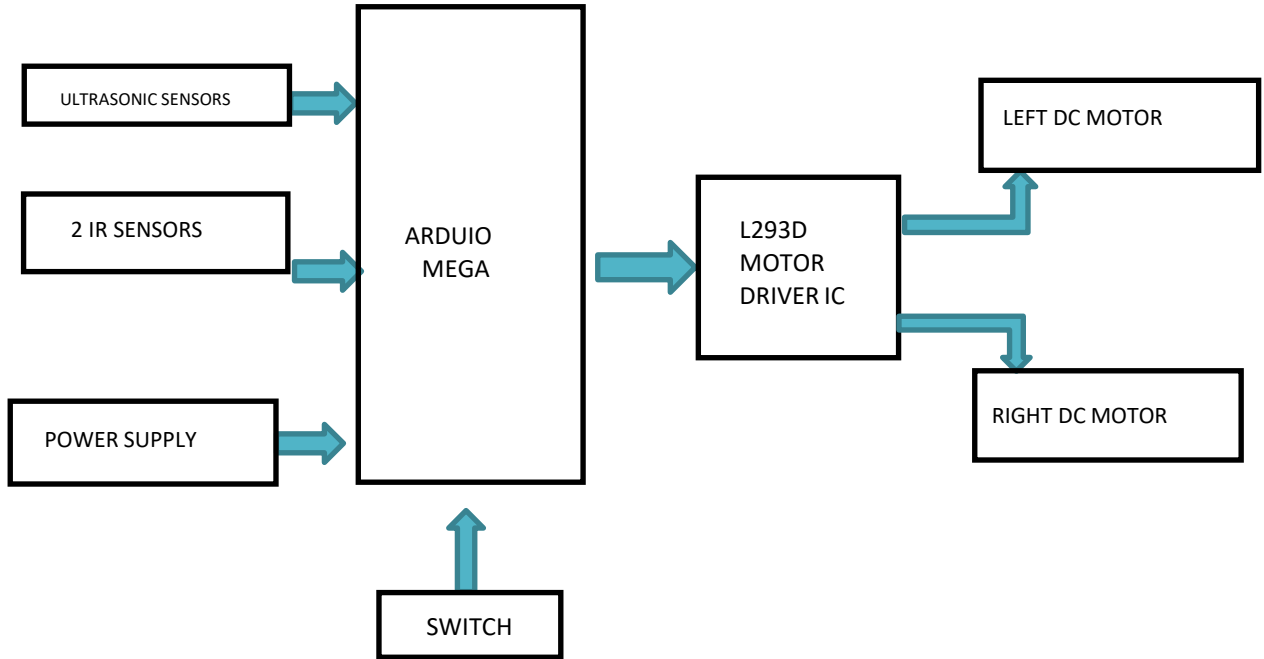 ULTRASONIC SENSORS
2 IR SENSORS
POWER SUPPLY
ARDUIO
MEGA
SWITCH
L293D
MOTOR
DRIVER IC
LEFT DC MOTOR
RIGHT DC MOTOR